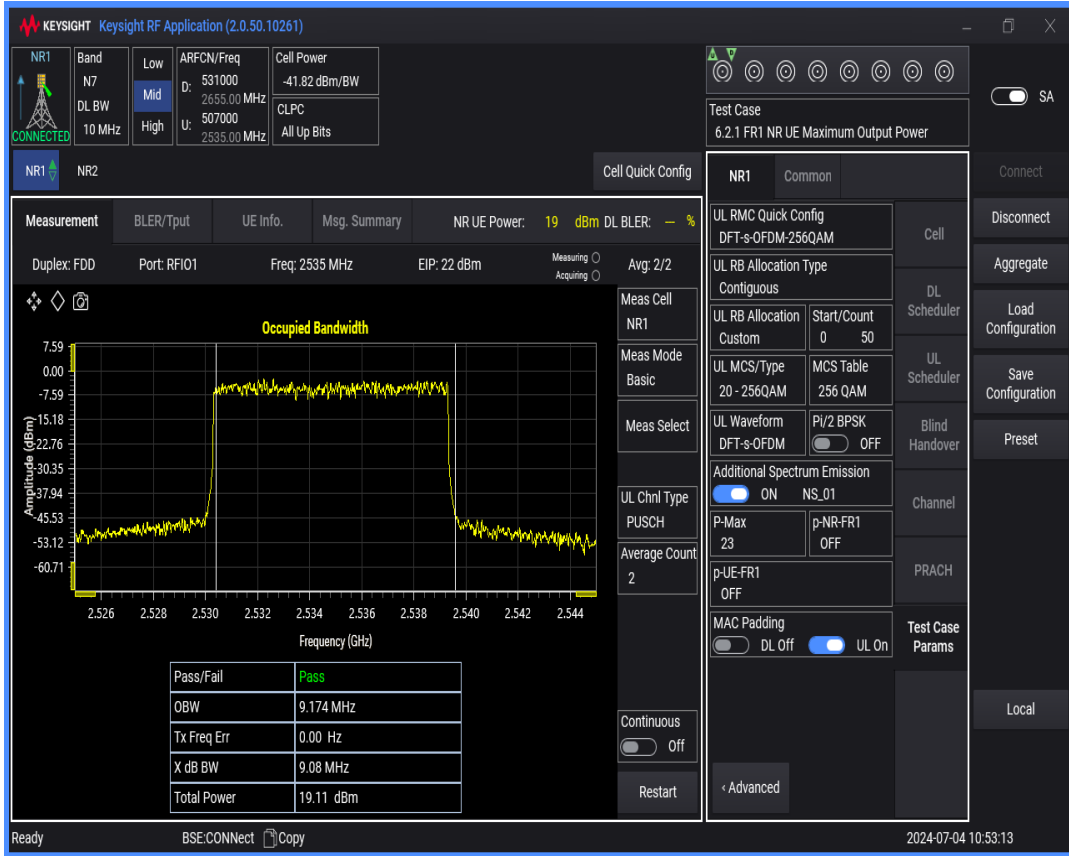 KEYSIGHT Keysight RF Application (2.0.50.10261)
NR1
CONNECTED
Band
N7
DL BW
10 MHz
Low
Mid
High
ARFCN/Freq
D: 531000
2655.00 MHz
U: 507000
2535.00 MHz
Cell Power
-41.82 dBm/BW
CLPC
All Up Bits
Test Case
6.2.1 FR1 NR UE Maximum Output Power
SA
NR1 NR2
Cell Quick Config
Measurement BLER/Tput UE Info. Msg. Summary NR UE Power: 19 dBm DL BLER: --- %
Duplex: FDD Port: RFIO1 Freq: 2535 MHz EIP: 22 dBm Measuring Avg: 2/2
Acquiring
Occupied Bandwidth
Amplitude (dBm)
7.59
0.00
-7.59
-15.18
-22.76
-30.35
-37.94
-45.53
-53.12
-60.71
2.526 2.528 2.530 2.532 2.534 2.536 2.538 2.540 2.542 2.544
Frequency (GHz)
Pass/Fail Pass
OBW 9.174 MHz
Tx Freq Err 0.00 Hz
X dB BW 9.08 MHz
Total Power 19.11 dBm
Meas Cell
NR1
Meas Mode
Basic
Meas Select
UL Chnl Type
PUSCH
Average Count
2
Continuous
Off
Restart
NR1 Common
UL RMC Quick Config
DFT-s-OFDM-256QAM
UL RB Allocation Type
Contiguous
UL RB Allocation
Custom
Start/Count
0 50
UL MCS/Type
20 - 256QAM
MCS Table
256 QAM
UL Waveform
DFT-s-OFDM
Pi/2 BPSK
OFF
Additional Spectrum Emission
ON NS_01
P-Max
23
p-NR-FR1
OFF
p-UE-FR1
OFF
MAC Padding
DL Off UL On
‹ Advanced
Cell
DL
Scheduler
UL
Scheduler
Blind
Handover
Channel
PRACH
Test Case
Params
Connect
Disconnect
Aggregate
Load
Configuration
Save
Configuration
Preset
Local
Ready BSE:CONNect Copy 2024-07-04 10:53:13